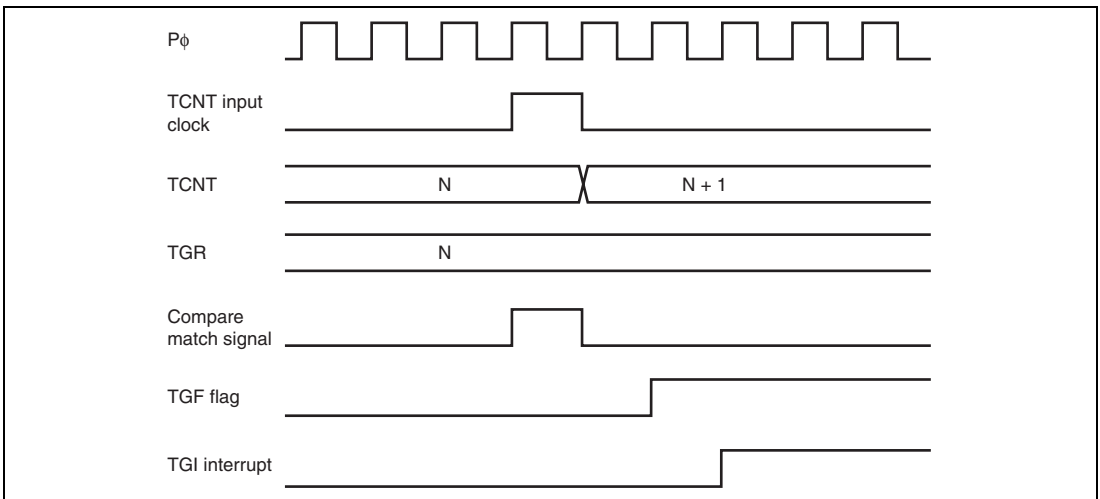 Pϕ
TCNT input
clock
TCNT
N
N + 1
TGR
N
Compare
match signal
TGF flag
TGI interrupt